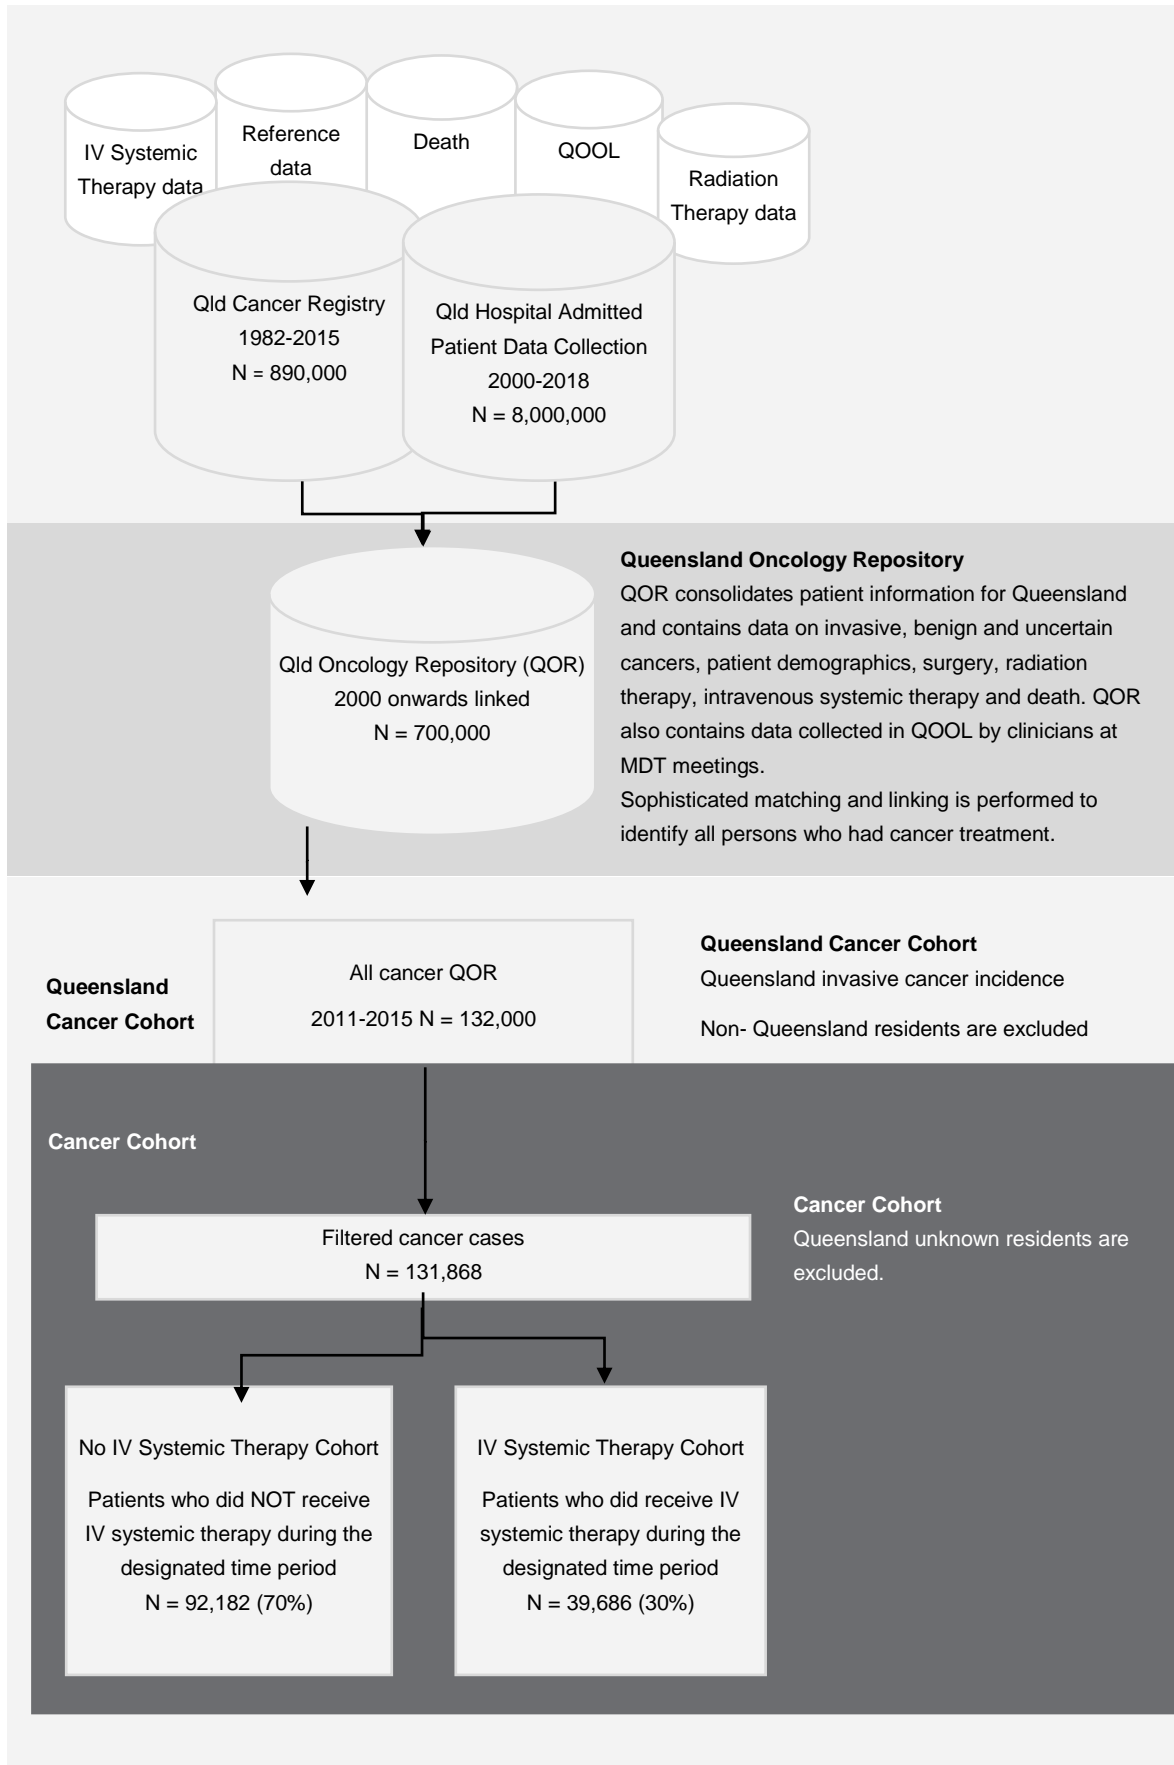 IV Systemic
Therapy data
Reference
data
Death
QOOL
Radiation
Therapy data
Qld Cancer Registry
1982-2015
N = 890,000
Qld Hospital Admitted
Patient Data Collection
2000-2018
N = 8,000,000
Qld Oncology Repository (QOR)
2000 onwards linked
N = 700,000
Queensland Oncology Repository
QOR consolidates patient information for Queensland
and contains data on invasive, benign and uncertain
cancers, patient demographics, surgery, radiation
therapy, intravenous systemic therapy and death. QOR
also contains data collected in QOOL by clinicians at
MDT meetings.
Sophisticated matching and linking is performed to
identify all persons who had cancer treatment.
Queensland
Cancer Cohort
All cancer QOR
2011-2015 N = 132,000
Queensland Cancer Cohort
Queensland invasive cancer incidence
Non- Queensland residents are excluded
Cancer Cohort
Filtered cancer cases
N = 131,868
Cancer Cohort
Queensland unknown residents are
excluded.
No IV Systemic Therapy Cohort
Patients who did NOT receive
IV systemic therapy during the
designated time period
N = 92,182 (70%)
IV Systemic Therapy Cohort
Patients who did receive IV
systemic therapy during the
designated time period
N = 39,686 (30%)